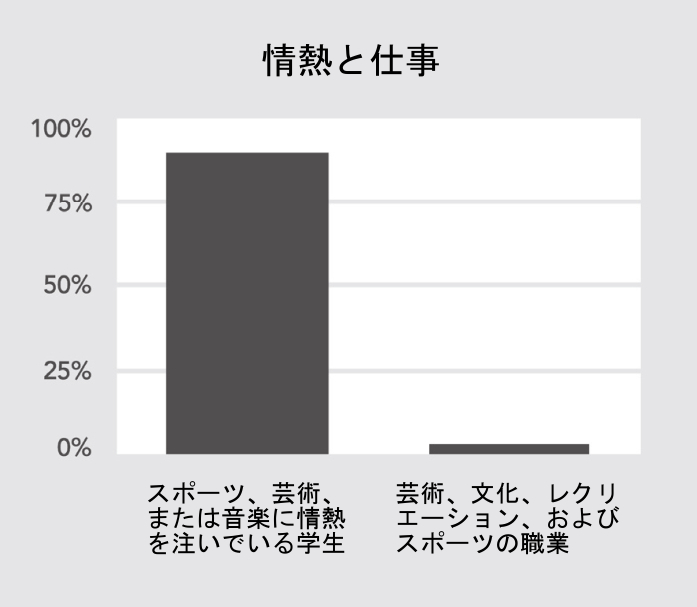 情熱と仕事
100%
75%
50%
25%
0%
スポーツ、芸術、
または音楽に情熱
を注いでいる学生
芸術、文化、レクリ
エーション、および
スポーツの職業